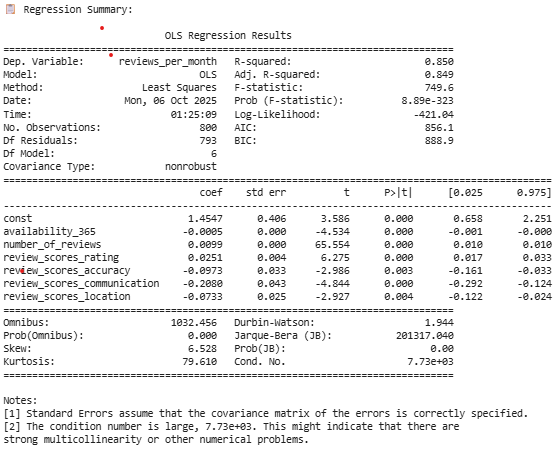 📋 Regression Summary:
OLS Regression Results
==============================================================================
Dep. Variable: reviews_per_month R-squared: 0.850
Model: OLS Adj. R-squared: 0.849
Method: Least Squares F-statistic: 749.6
Date: Mon, 06 Oct 2025 Prob (F-statistic): 8.89e-323
Time: 01:25:09 Log-Likelihood: -421.04
No. Observations: 800 AIC: 856.1
Df Residuals: 793 BIC: 888.9
Df Model: 6
Covariance Type: nonrobust
==============================================================================================
coef std err t P>|t| [0.025 0.975]
----------------------------------------------------------------------------------------------
const 1.4547 0.406 3.586 0.000 0.658 2.251
availability_365 -0.0005 0.000 -4.534 0.000 -0.001 -0.000
number_of_reviews 0.0099 0.000 65.554 0.000 0.010 0.010
review_scores_rating 0.0251 0.004 6.275 0.000 0.017 0.033
review_scores_accuracy -0.0973 0.033 -2.986 0.003 -0.161 -0.033
review_scores_communication -0.2080 0.043 -4.844 0.000 -0.292 -0.124
review_scores_location -0.0733 0.025 -2.927 0.004 -0.122 -0.024
==============================================================================
Omnibus: 1032.456 Durbin-Watson: 1.944
Prob(Omnibus): 0.000 Jarque-Bera (JB): 201317.040
Skew: 6.528 Prob(JB): 0.00
Kurtosis: 79.610 Cond. No. 7.73e+03
==============================================================================
Notes:
[1] Standard Errors assume that the covariance matrix of the errors is correctly specified.
[2] The condition number is large, 7.73e+03. This might indicate that there are
strong multicollinearity or other numerical problems.